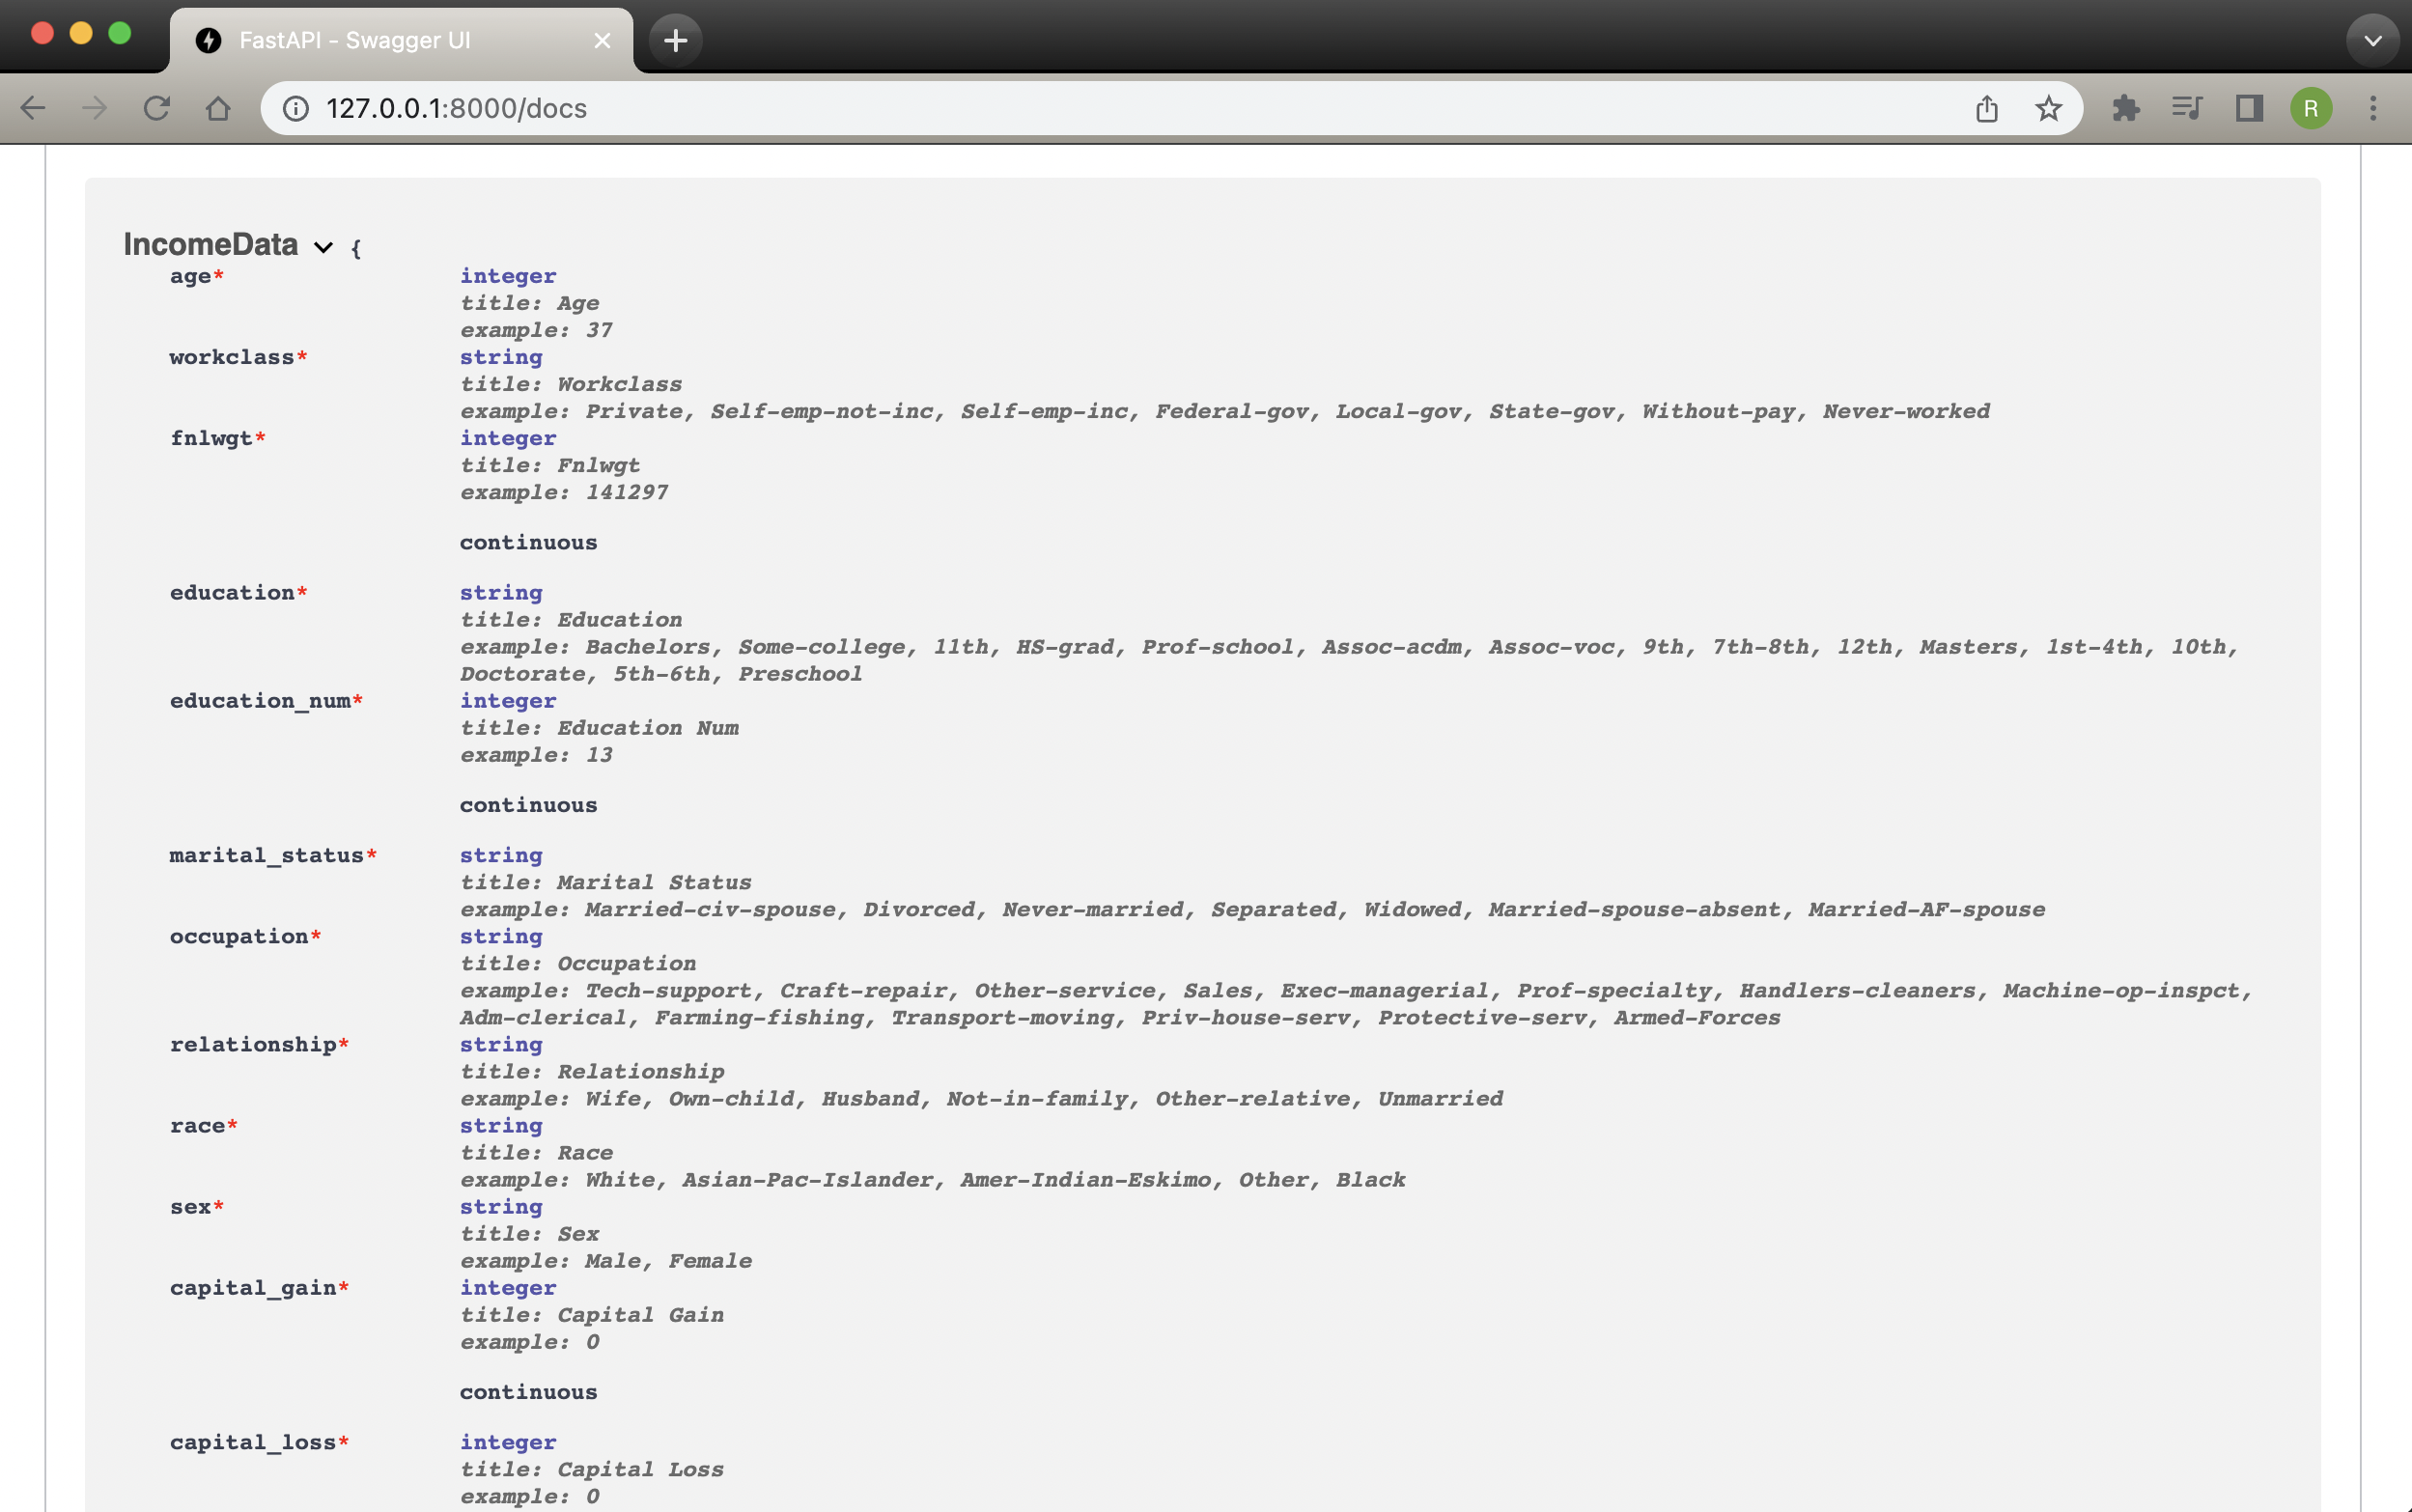 FastAPI - Swagger UI
127.0.0.1:8000/docs
R
IncomeData {
age* integer
title: Age
example: 37
workclass* string
title: Workclass
example: Private, Self-emp-not-inc, Self-emp-inc, Federal-gov, Local-gov, State-gov, Without-pay, Never-worked
fnlwgt* integer
title: Fnlwgt
example: 141297
continuous
education* string
title: Education
example: Bachelors, Some-college, 11th, HS-grad, Prof-school, Assoc-acdm, Assoc-voc, 9th, 7th-8th, 12th, Masters, 1st-4th, 10th,
Doctorate, 5th-6th, Preschool
education_num* integer
title: Education Num
example: 13
continuous
marital_status* string
title: Marital Status
example: Married-civ-spouse, Divorced, Never-married, Separated, Widowed, Married-spouse-absent, Married-AF-spouse
occupation* string
title: Occupation
example: Tech-support, Craft-repair, Other-service, Sales, Exec-managerial, Prof-specialty, Handlers-cleaners, Machine-op-inspct,
Adm-clerical, Farming-fishing, Transport-moving, Priv-house-serv, Protective-serv, Armed-Forces
relationship* string
title: Relationship
example: Wife, Own-child, Husband, Not-in-family, Other-relative, Unmarried
race* string
title: Race
example: White, Asian-Pac-Islander, Amer-Indian-Eskimo, Other, Black
sex* string
title: Sex
example: Male, Female
capital_gain* integer
title: Capital Gain
example: 0
continuous
capital_loss* integer
title: Capital Loss
example: 0